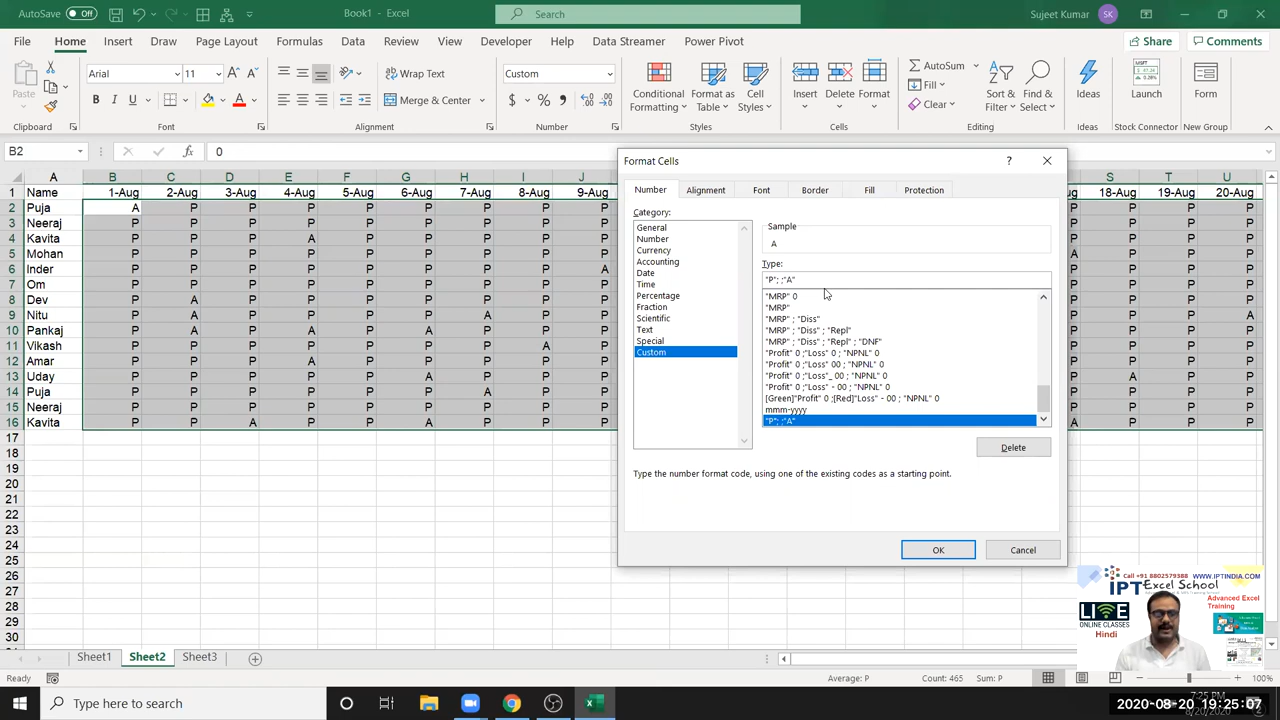 AutoSave Off Book1 - Excel Search Sujeet Kumar SK
File Home Insert Draw Page Layout Formulas Data Review View Developer Help Data Streamer Power Pivot Share Comments
Paste Arial 11 Wrap Text Custom Conditional Formatting Format as Table Cell Styles Insert Delete Format AutoSum Sort & Filter Find & Select Ideas Launch Form
B I U Merge & Center $ % Fill Clear
Clipboard Font Alignment Number Styles Cells Editing Ideas Stock Connector New Group
B2 fx 0
Format Cells
A B C D E F G H I J S T U
1 Name 1-Aug 2-Aug 3-Aug 4-Aug 5-Aug 6-Aug 7-Aug 8-Aug 9-Aug 18-Aug 19-Aug 20-Aug
2 Puja A P P P P P P P P P P P
3 Neeraj P P P P P P P P P P P P
4 Kavita P P P A P P P P P P P P
5 Mohan P P P P P P P P P P P P
6 Inder P P P P P P P P A P P P
7 Om P P P P P P P P P P P P
8 Dev P A P P P P P P P P P P
9 Nitu P A P P P P A P P P P P
10 Pankaj P A P P P A P P P P P P
11 Vikash P P P P P P P A P P P P
12 Amar P P P A P P P P P P P P
13 Uday P P P P P P P P P A P P
14 Puja P P P P P P A P P P P P
15 Neeraj P P P P P P P P P P P P
16 Kavita P P A P P A P P P P P P
17
18
19
20
21
22
23
24
25
26
27
28
29
30
Number Alignment Font Border Fill Protection
Category:
General
Number
Currency
Accounting
Date
Time
Percentage
Fraction
Scientific
Text
Special
Custom
Sample
A
Type:
"P"; ;"A"
"MRP" 0
"MRP"
"MRP" ; "Diss"
"MRP" ; "Diss" ; "Repl"
"MRP" ; "Diss" ; "Repl" ; "DNF"
"Profit" 0 ;"Loss" 0 ; "NPNL" 0
"Profit" 0 ;"Loss" 00 ; "NPNL" 0
"Profit" 0 ;"Loss"_ 00 ; "NPNL" 0
"Profit" 0 ;"Loss" - 00 ; "NPNL" 0
[Green]"Profit" 0 ;[Red]"Loss" - 00 ; "NPNL" 0
mmm-yyyy
"P"; ;"A"
Delete
Type the number format code, using one of the existing codes as a starting point.
OK Cancel
Call +91 8802579388 WWW.IPTINDIA.COM
IPT Excel School
LIVE
ONLINE CLASSES
Hindi
Advanced Excel
Training
Sheet1 Sheet2 Sheet3
Average: P Count: 465 Sum: P 100%
Type here to search
7:25 PM
8/20/2020
2020-08-20 19:25:07